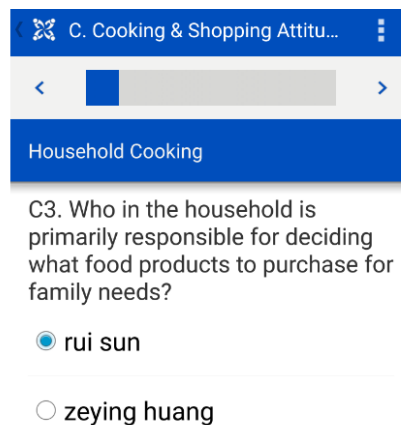 C. Cooking & Shopping Attitu...
Household Cooking
C3. Who in the household is
primarily responsible for deciding
what food products to purchase for
family needs?
rui sun
zeying huang